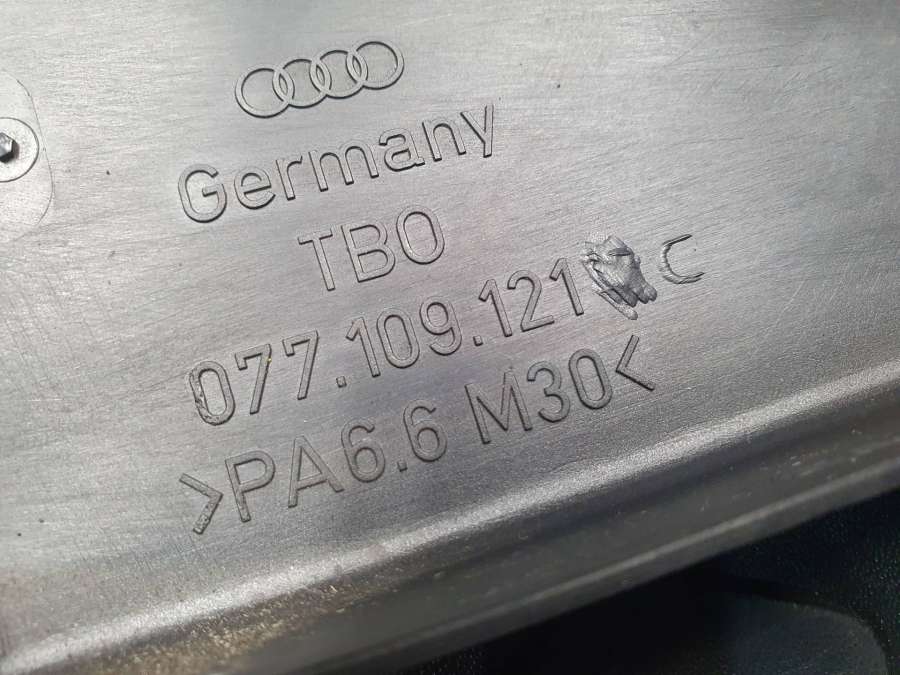 Germany
TBO
077.109.121 C
>PA6.6 M30<